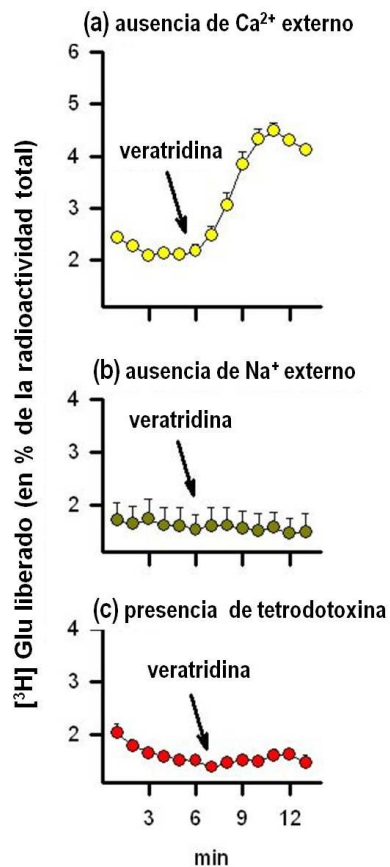 (a) ausencia de Ca²⁺ externo
6
5
4
3
2
veratridina
(b) ausencia de Na⁺ externo
4
3
2
veratridina
(c) presencia de tetrodotoxina
4
3
2
veratridina
3 6 9 12
min
[³H] Glu liberado (en % de la radioactividad total)